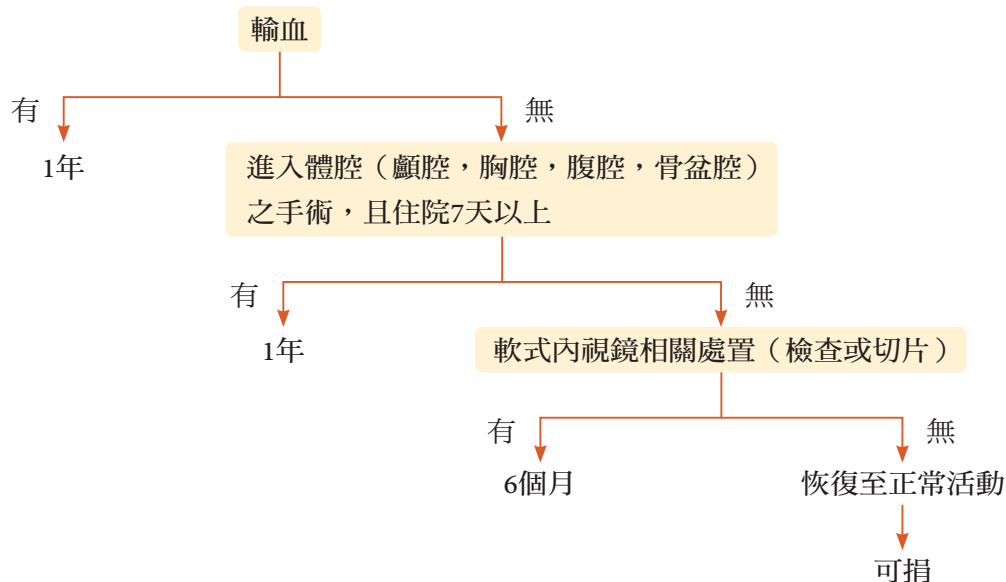 輸血
有
無
1年
進入體腔（顱腔，胸腔，腹腔，骨盆腔）
之手術，且住院7天以上
有
無
1年
軟式內視鏡相關處置（檢查或切片）
有
無
6個月
恢復至正常活動
可捐